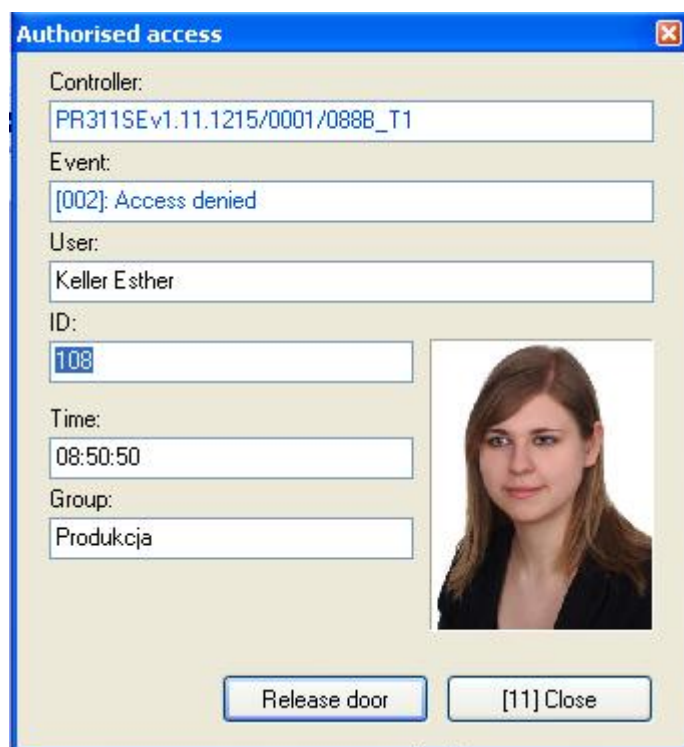 Authorised access
Controller:
PR311SEv1.11.1215/0001/088B_T1
Event:
[002]: Access denied
User:
Keller Esther
ID:
108
Time:
08:50:50
Group:
Produkcja
Release door
[11] Close